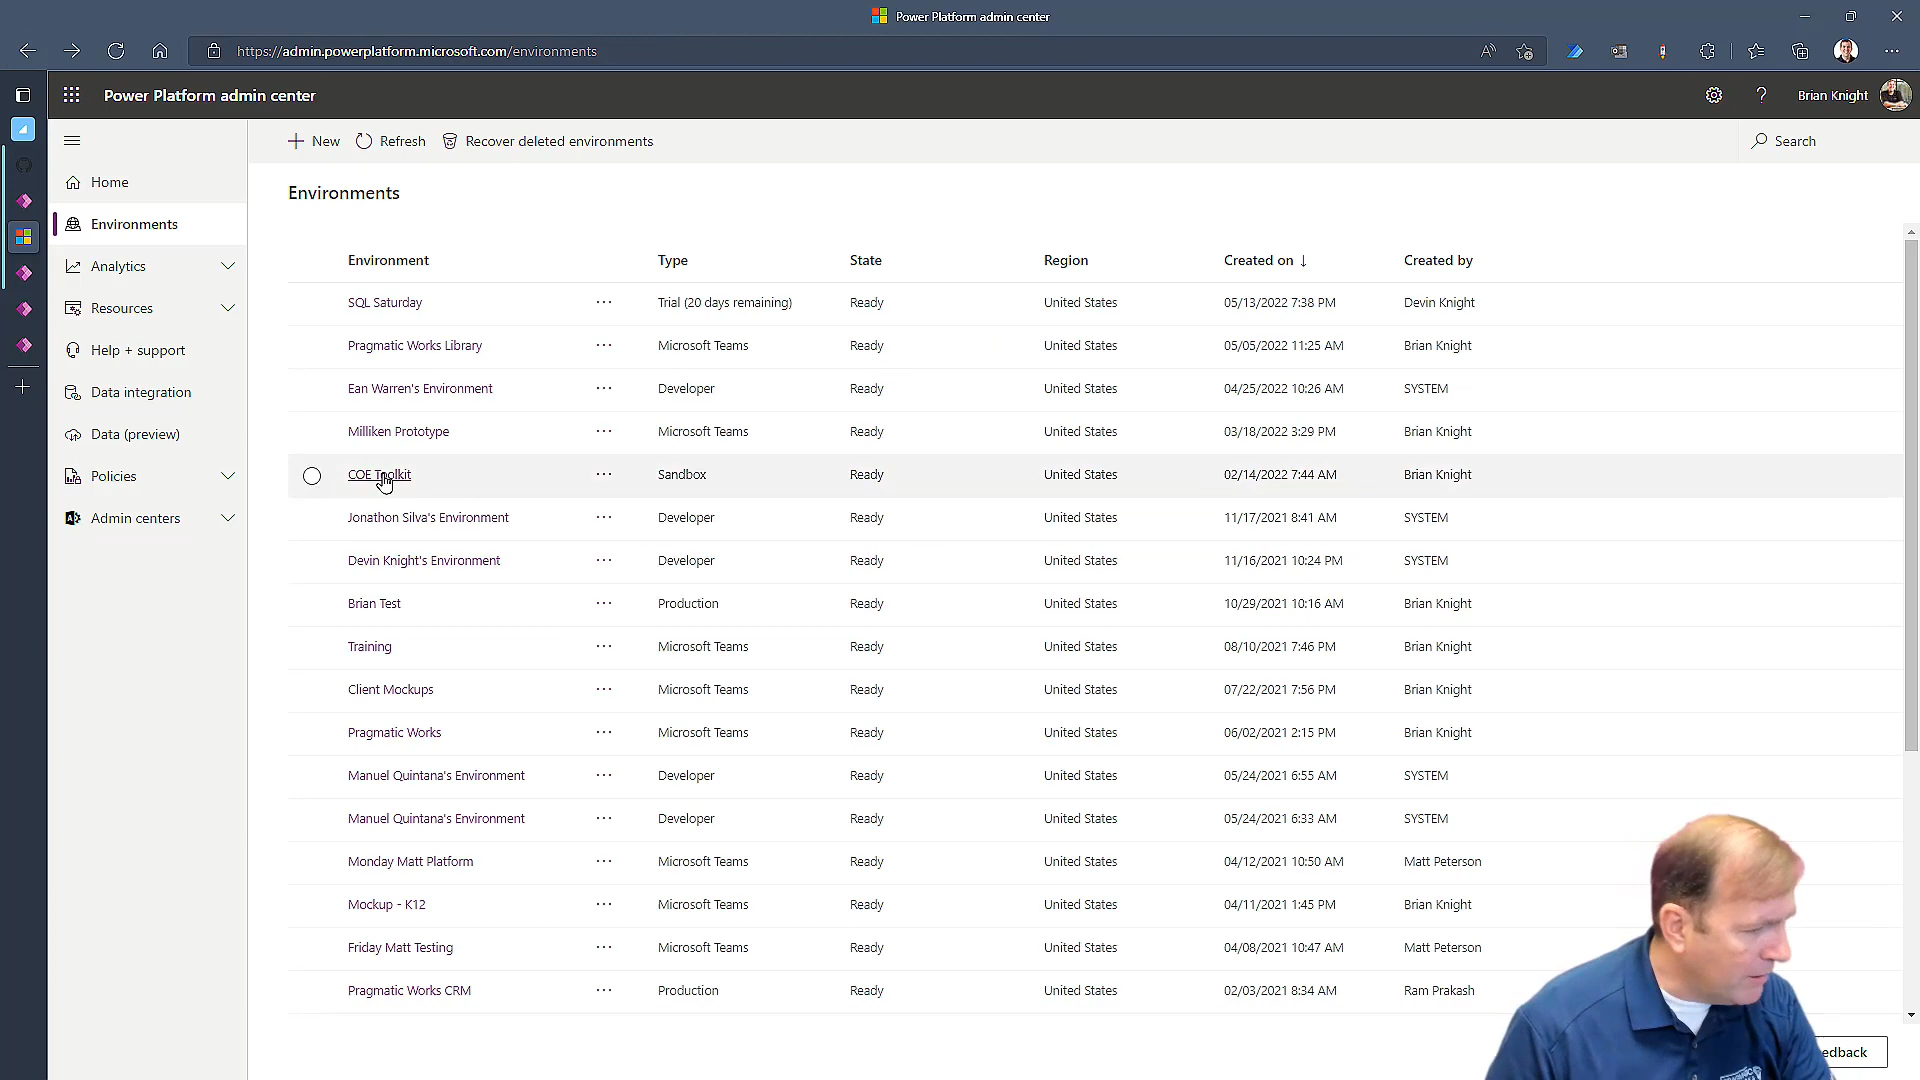 Power Platform admin center
https://admin.powerplatform.microsoft.com/environments
Power Platform admin center
Brian Knight
New
Refresh
Recover deleted environments
Search
Home
Environments
Analytics
Resources
Help + support
Data integration
Data (preview)
Policies
Admin centers
Environments
Environment Type State Region Created on ↓ Created by
SQL Saturday ··· Trial (20 days remaining) Ready United States 05/13/2022 7:38 PM Devin Knight
Pragmatic Works Library ··· Microsoft Teams Ready United States 05/05/2022 11:25 AM Brian Knight
Ean Warren's Environment ··· Developer Ready United States 04/25/2022 10:26 AM SYSTEM
Milliken Prototype ··· Microsoft Teams Ready United States 03/18/2022 3:29 PM Brian Knight
COE Toolkit ··· Sandbox Ready United States 02/14/2022 7:44 AM Brian Knight
Jonathon Silva's Environment ··· Developer Ready United States 11/17/2021 8:41 AM SYSTEM
Devin Knight's Environment ··· Developer Ready United States 11/16/2021 10:24 PM SYSTEM
Brian Test ··· Production Ready United States 10/29/2021 10:16 AM Brian Knight
Training ··· Microsoft Teams Ready United States 08/10/2021 7:46 PM Brian Knight
Client Mockups ··· Microsoft Teams Ready United States 07/22/2021 7:56 PM Brian Knight
Pragmatic Works ··· Microsoft Teams Ready United States 06/02/2021 2:15 PM Brian Knight
Manuel Quintana's Environment ··· Developer Ready United States 05/24/2021 6:55 AM SYSTEM
Manuel Quintana's Environment ··· Developer Ready United States 05/24/2021 6:33 AM SYSTEM
Monday Matt Platform ··· Microsoft Teams Ready United States 04/12/2021 10:50 AM Matt Peterson
Mockup - K12 ··· Microsoft Teams Ready United States 04/11/2021 1:45 PM Brian Knight
Friday Matt Testing ··· Microsoft Teams Ready United States 04/08/2021 10:47 AM Matt Peterson
Pragmatic Works CRM ··· Production Ready United States 02/03/2021 8:34 AM Ram Prakash
edback